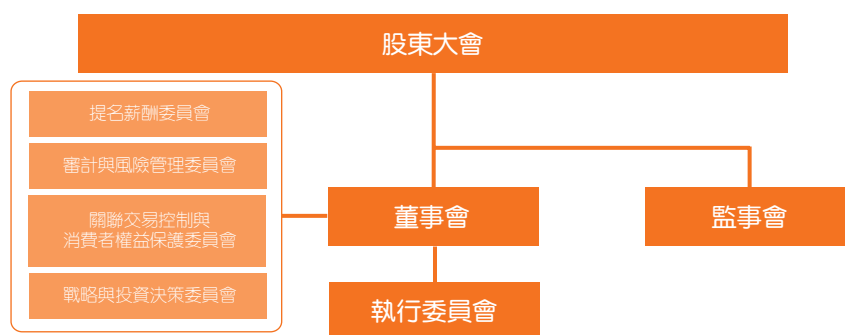 股東大會
提名薪酬委員會
審計與風險管理委員會
關聯交易控制與
消費者權益保護委員會
戰略與投資決策委員會
董事會
監事會
執行委員會